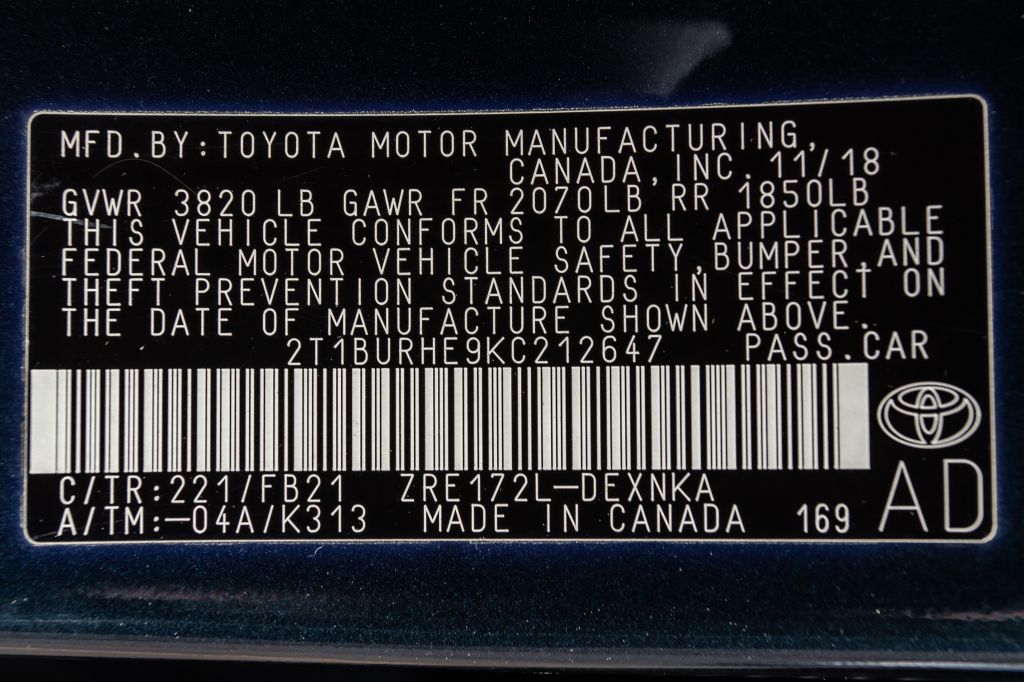 MFD.BY:TOYOTA MOTOR MANUFACTURING,
CANADA,INC. 11/18
GVWR 3820 LB GAWR FR 2070LB RR 1850LB
THIS VEHICLE CONFORMS TO ALL APPLICABLE
FEDERAL MOTOR VEHICLE SAFETY,BUMPER,AND
THEFT PREVENTION STANDARDS IN EFFECT ON
THE DATE OF MANUFACTURE SHOWN ABOVE.
2T1BURHE9KC212647 PASS.CAR
C/TR:221/FB21 ZRE172L-DEXNKA
A/TM:-04A/K313 MADE IN CANADA 169 AD